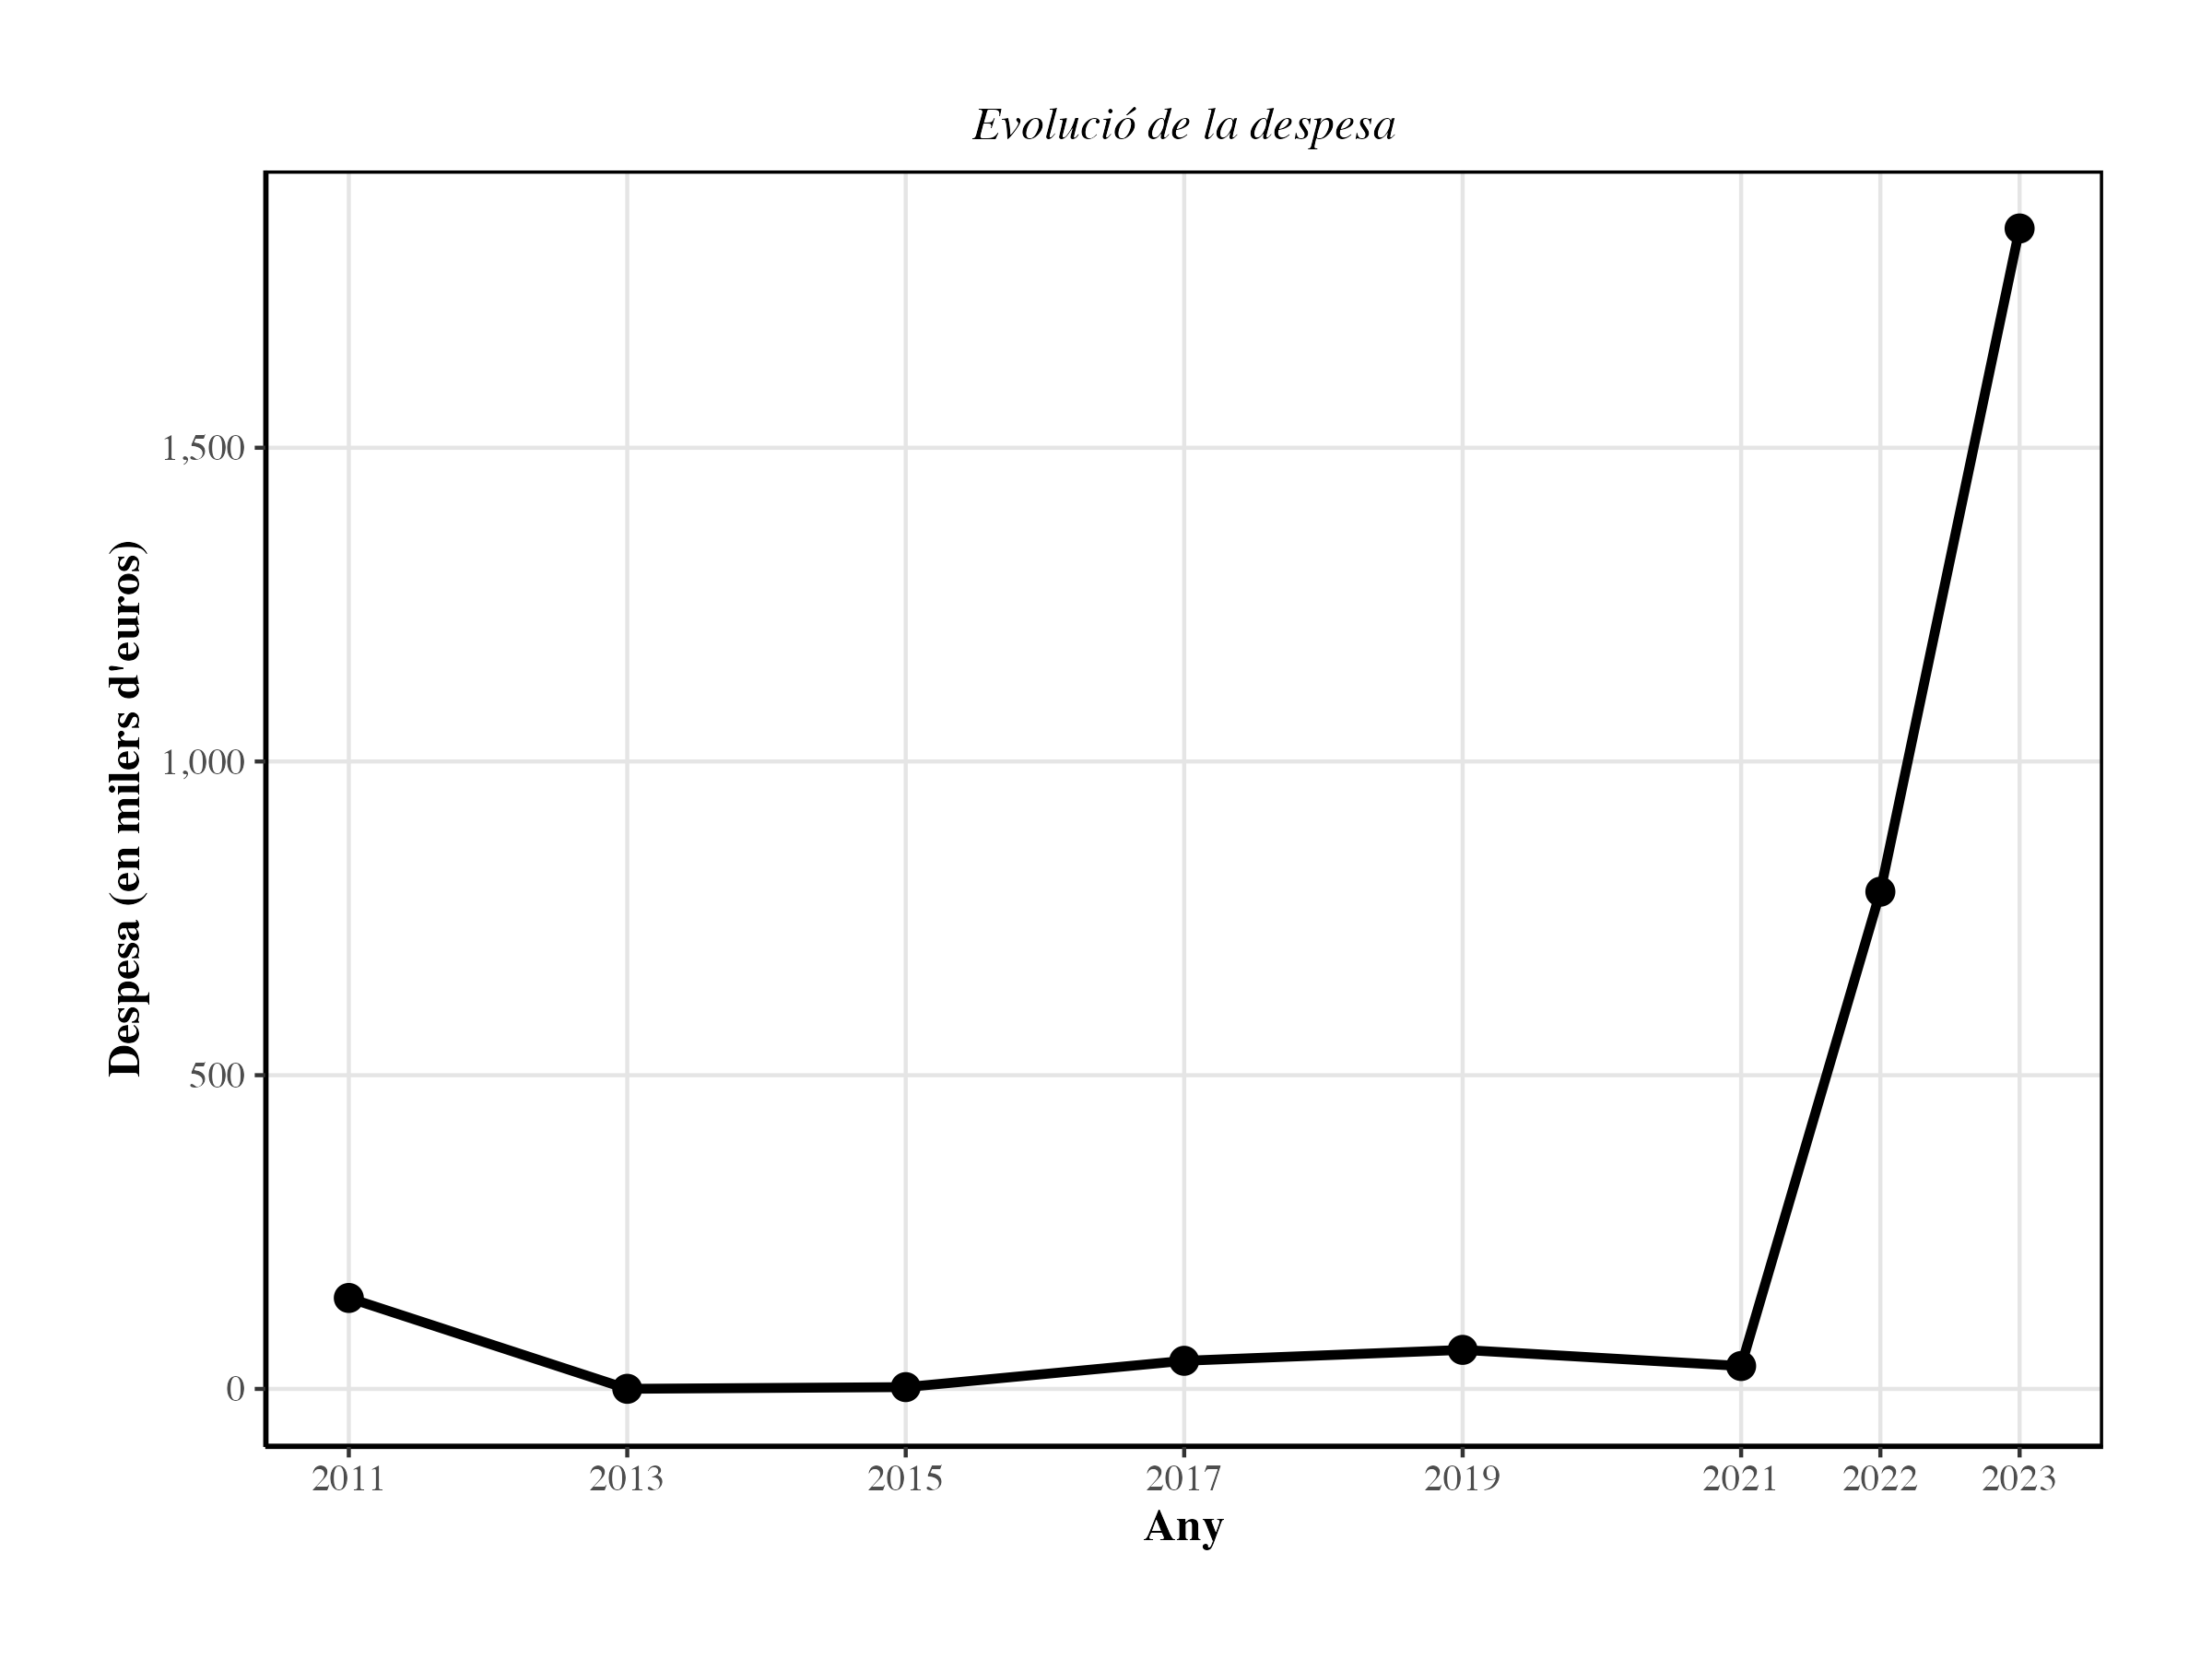 Evolució de la despesa
Despesa (en milers d'euros)
1,500
1,000
500
0
2011 2013 2015 2017 2019 2021 2022 2023
Any